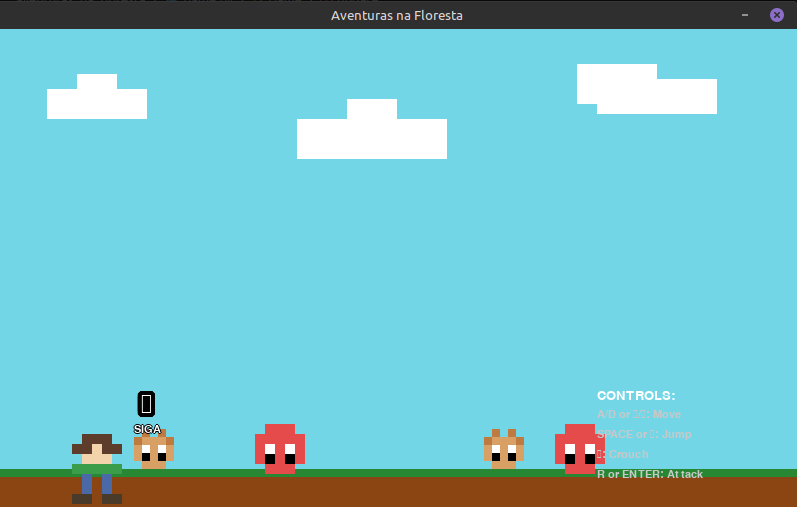 Aventuras na Floresta
SIGA
CONTROLS:
A/D or ▯/▯: Move
SPACE or ▯: Jump
▯: Crouch
R or ENTER: Attack